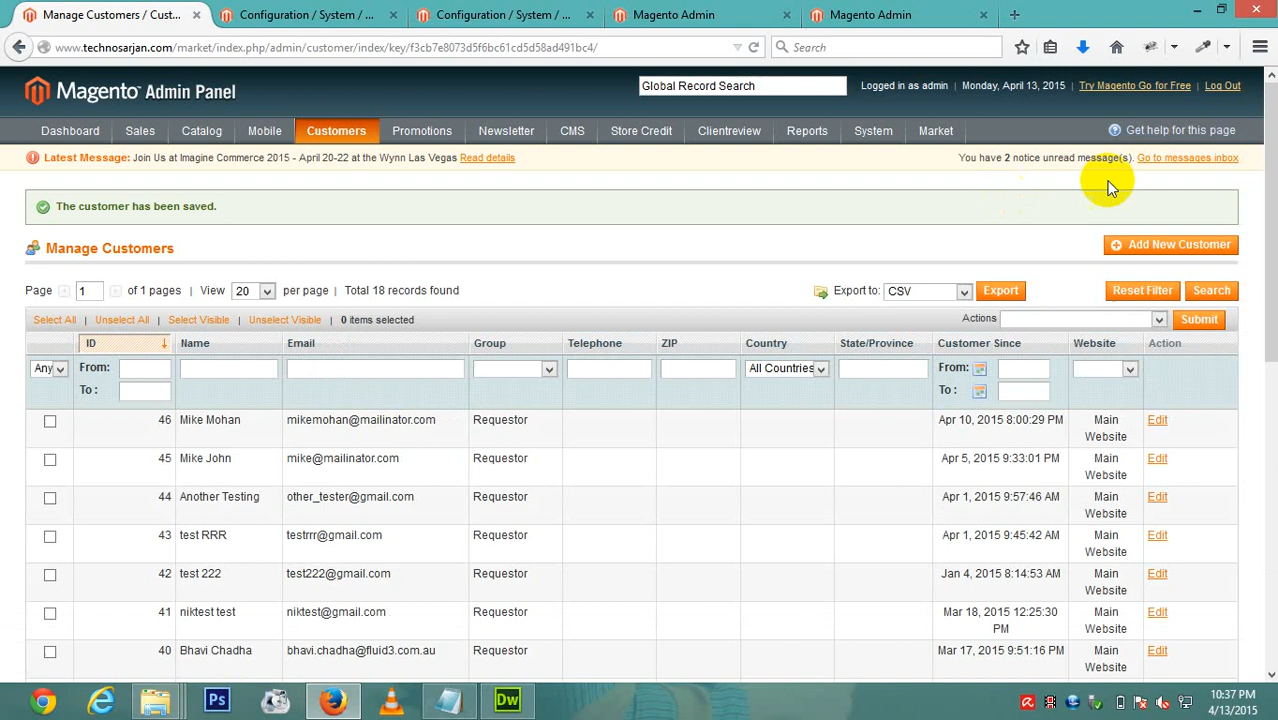 Manage Customers / Cust...
Configuration / System / ...
Configuration / System / ...
Magento Admin
Magento Admin
www.technosarjan.com/market/index.php/admin/customer/index/key/f3cb7e8073d5f6bc61cd5d58ad491bc4/
Search
Magento Admin Panel
Global Record Search
Logged in as admin | Monday, April 13, 2015 | Try Magento Go for Free | Log Out
Dashboard Sales Catalog Mobile Customers Promotions Newsletter CMS Store Credit Clientreview Reports System Market
Get help for this page
Latest Message: Join Us at Imagine Commerce 2015 - April 20-22 at the Wynn Las Vegas Read details
You have 2 notice unread message(s). Go to messages inbox
The customer has been saved.
Manage Customers
Add New Customer
Page 1 of 1 pages | View 20 per page | Total 18 records found
Export to: CSV Export Reset Filter Search
Select All | Unselect All | Select Visible | Unselect Visible | 0 items selected
Actions Submit
ID Name Email Group Telephone ZIP Country State/Province Customer Since Website Action
Any From: All Countries From:
To : To :
46 Mike Mohan mikemohan@mailinator.com Requestor Apr 10, 2015 8:00:29 PM Main Website Edit
45 Mike John mike@mailinator.com Requestor Apr 5, 2015 9:33:01 PM Main Website Edit
44 Another Testing other_tester@gmail.com Requestor Apr 1, 2015 9:57:46 AM Main Website Edit
43 test RRR testrrr@gmail.com Requestor Apr 1, 2015 9:45:42 AM Main Website Edit
42 test 222 test222@gmail.com Requestor Jan 4, 2015 8:14:53 AM Main Website Edit
41 niktest test niktest@gmail.com Requestor Mar 18, 2015 12:25:30 PM Main Website Edit
40 Bhavi Chadha bhavi.chadha@fluid3.com.au Requestor Mar 17, 2015 9:51:16 PM Main Website Edit
Ps
Dw
10:37 PM
4/13/2015